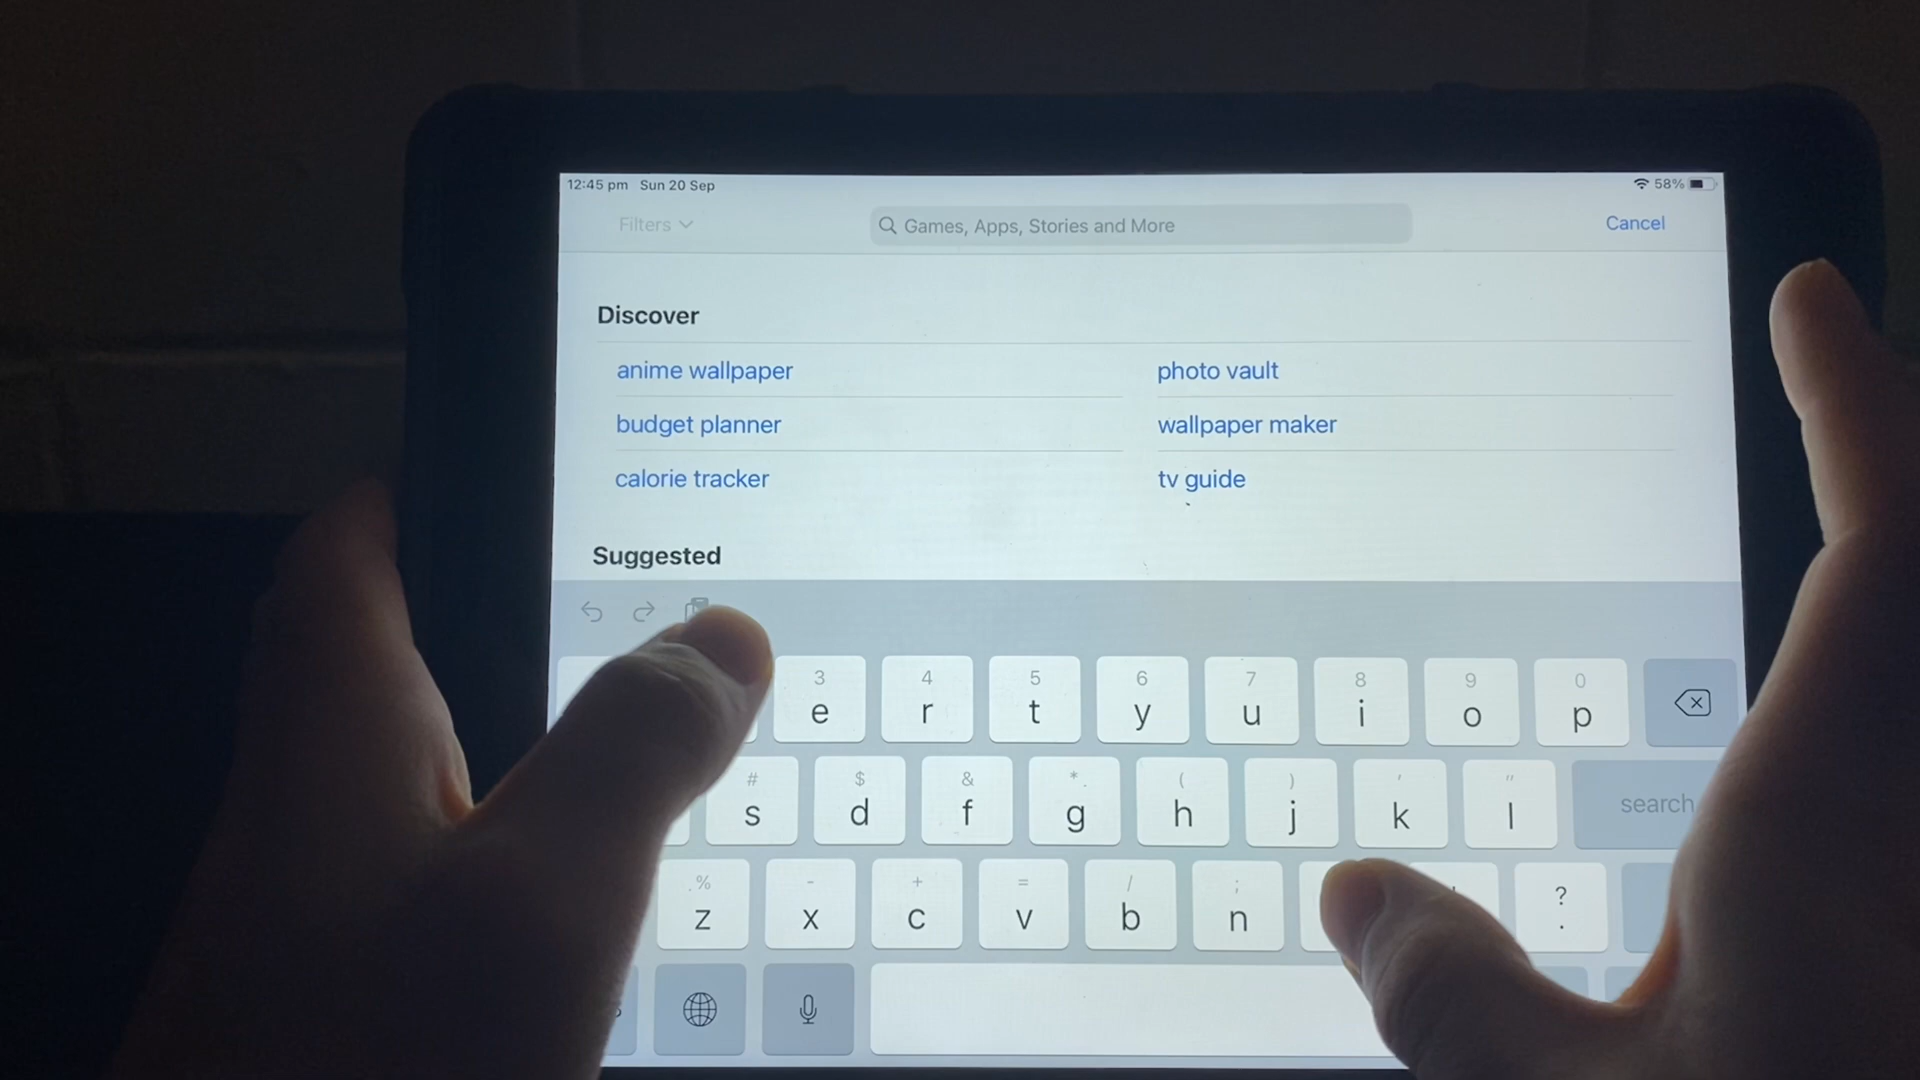 12:45 pm Sun 20 Sep 58%
Filters Games, Apps, Stories and More Cancel
Discover
anime wallpaper photo vault
budget planner wallpaper maker
calorie tracker tv guide
Suggested
3 4 5 6 7 8 9 0
e r t y u i o p
# $ & * ( ) ' "
s d f g h j k l search
% - + = / ; ?
z x c v b n .